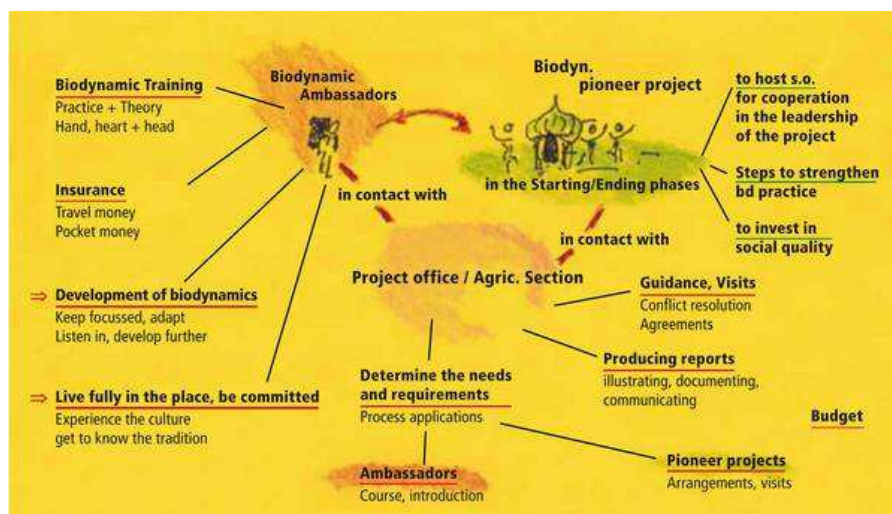 Biodynamic
Ambassadors
Biodyn.
pioneer project
in the Starting/Ending phases
Biodynamic Training
Practice + Theory
Hand, heart + head
Insurance
Travel money
Pocket money
⇒ Development of biodynamics
Keep focussed, adapt
Listen in, develop further
⇒ Live fully in the place, be committed
Experience the culture
get to know the tradition
to host s.o.
for cooperation
in the leadership
of the project
Steps to strengthen
bd practice
to invest in
social quality
in contact with
in contact with
Project office / Agric. Section
Guidance, Visits
Conflict resolution
Agreements
Producing reports
illustrating, documenting,
communicating
Determine the needs
and requirements
Process applications
Ambassadors
Course, introduction
Pioneer projects
Arrangements, visits
Budget